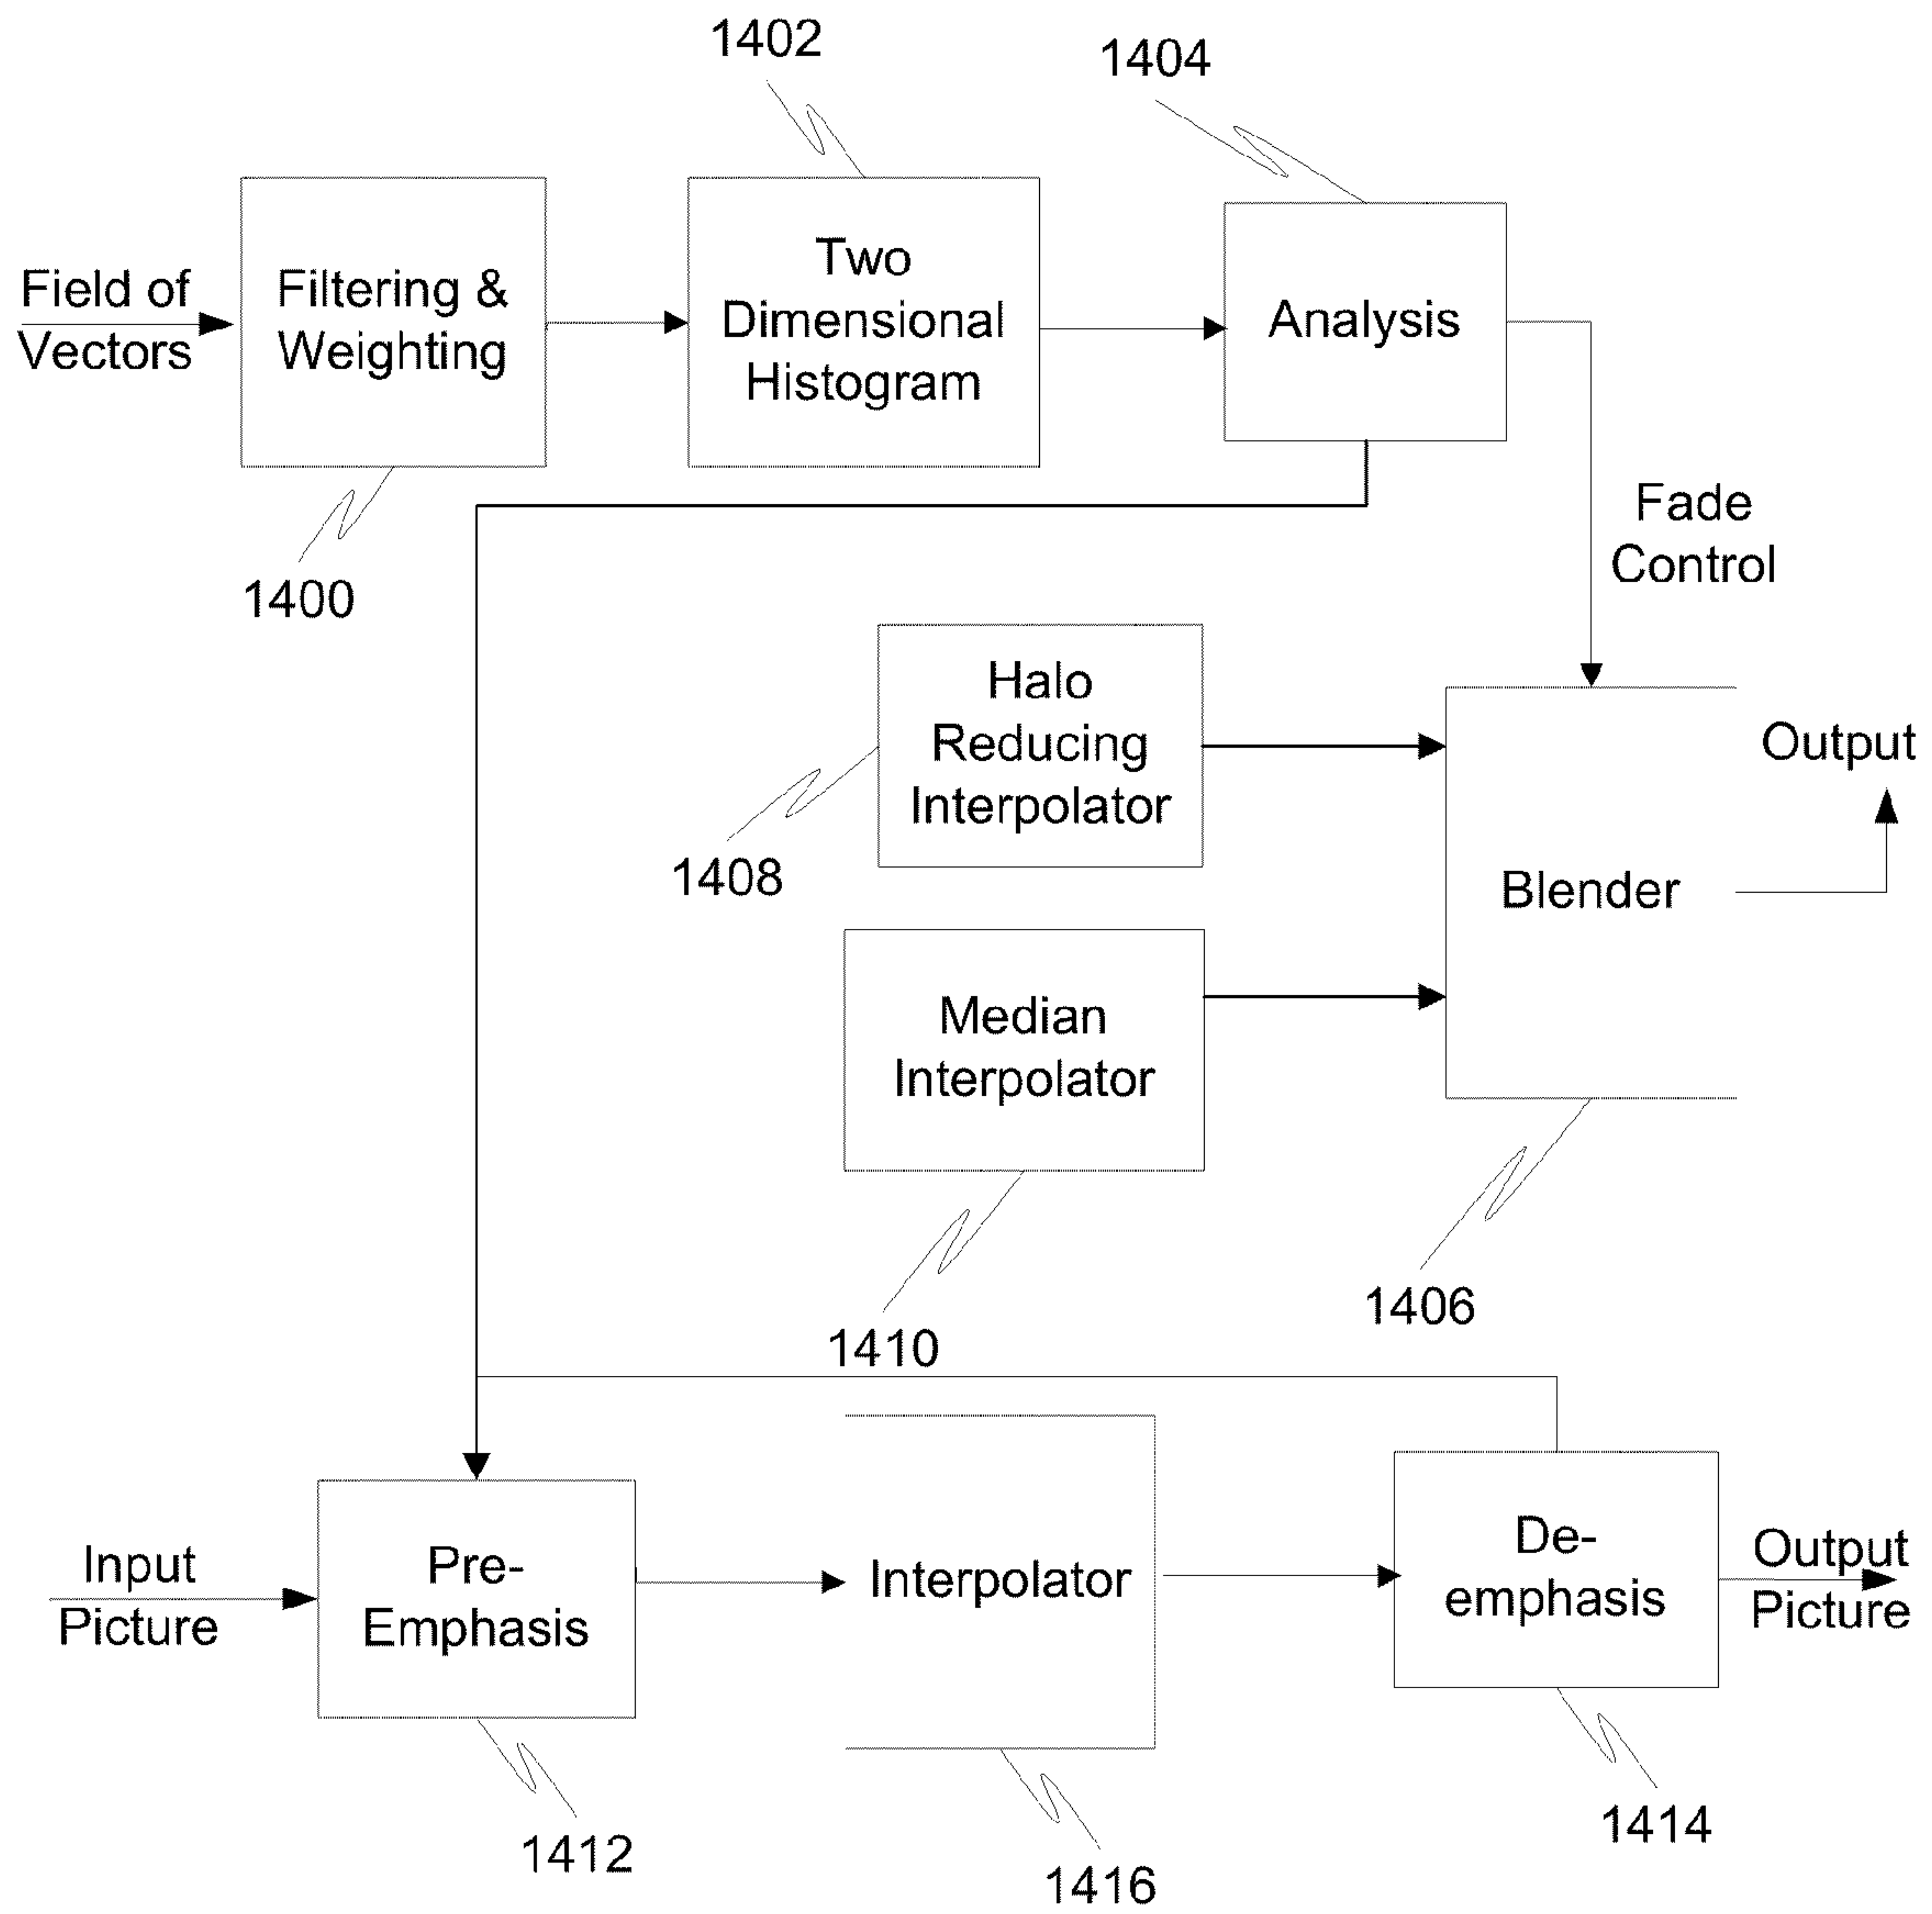 1402
1404
Field of
Vectors
Filtering &
Weighting
Two
Dimensional
Histogram
Analysis
1400
Fade
Control
Halo
Reducing
Interpolator
Output
1408
Blender
Median
Interpolator
1406
1410
Input
Picture
Pre-
Emphasis
Interpolator
De-
emphasis
Output
Picture
1412
1416
1414